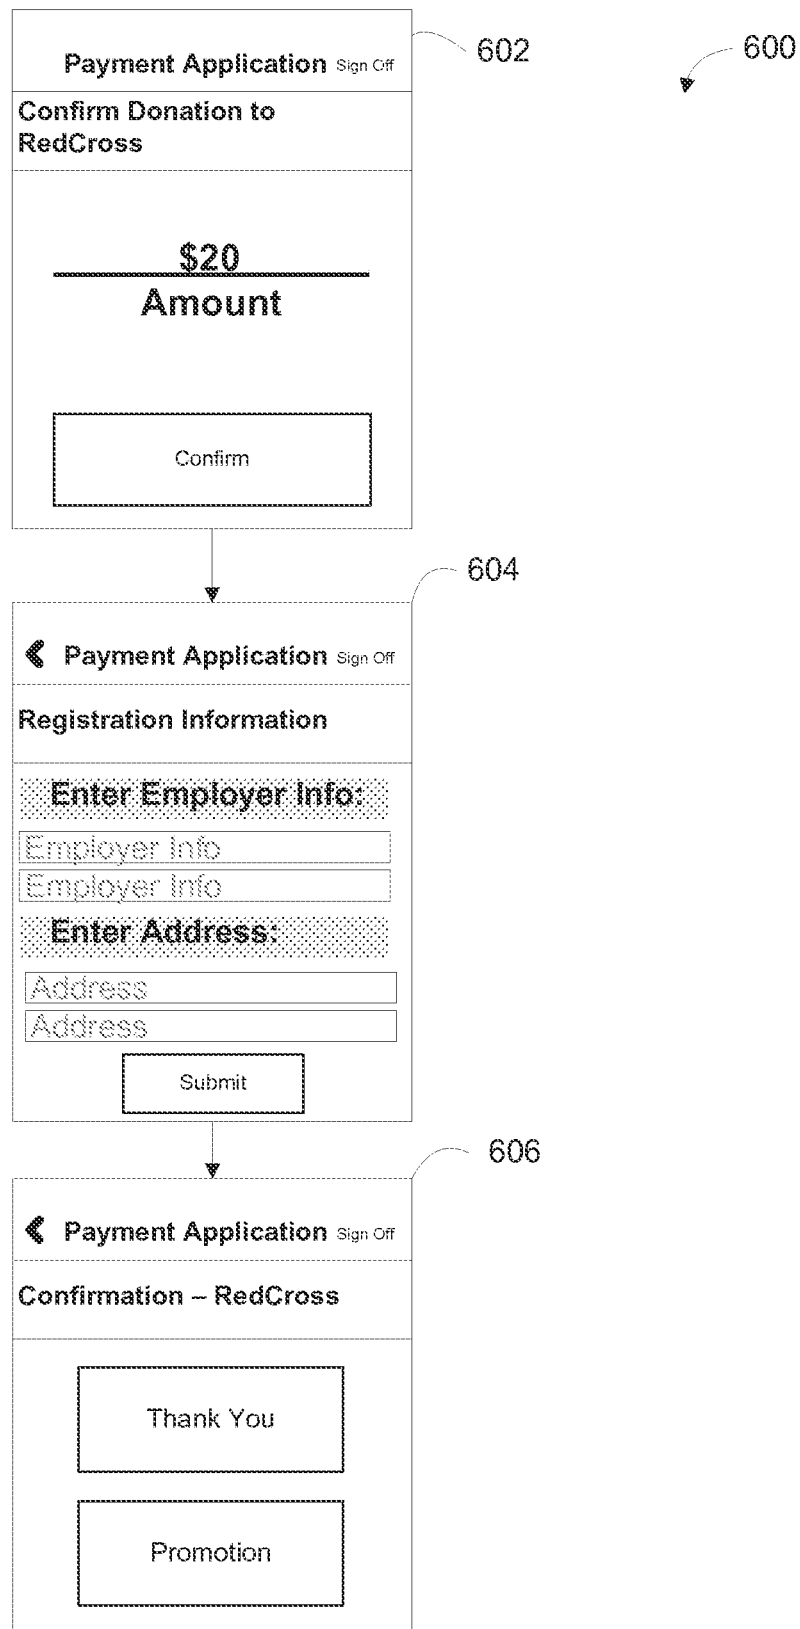 602
600
Payment Application Sign Off
Confirm Donation to
RedCross
$20
Amount
Confirm
604
Payment Application Sign Off
Registration Information
Enter Employer Info:
Employer Info
Employer Info
Enter Address:
Address
Address
Submit
606
Payment Application Sign Off
Confirmation – RedCross
Thank You
Promotion